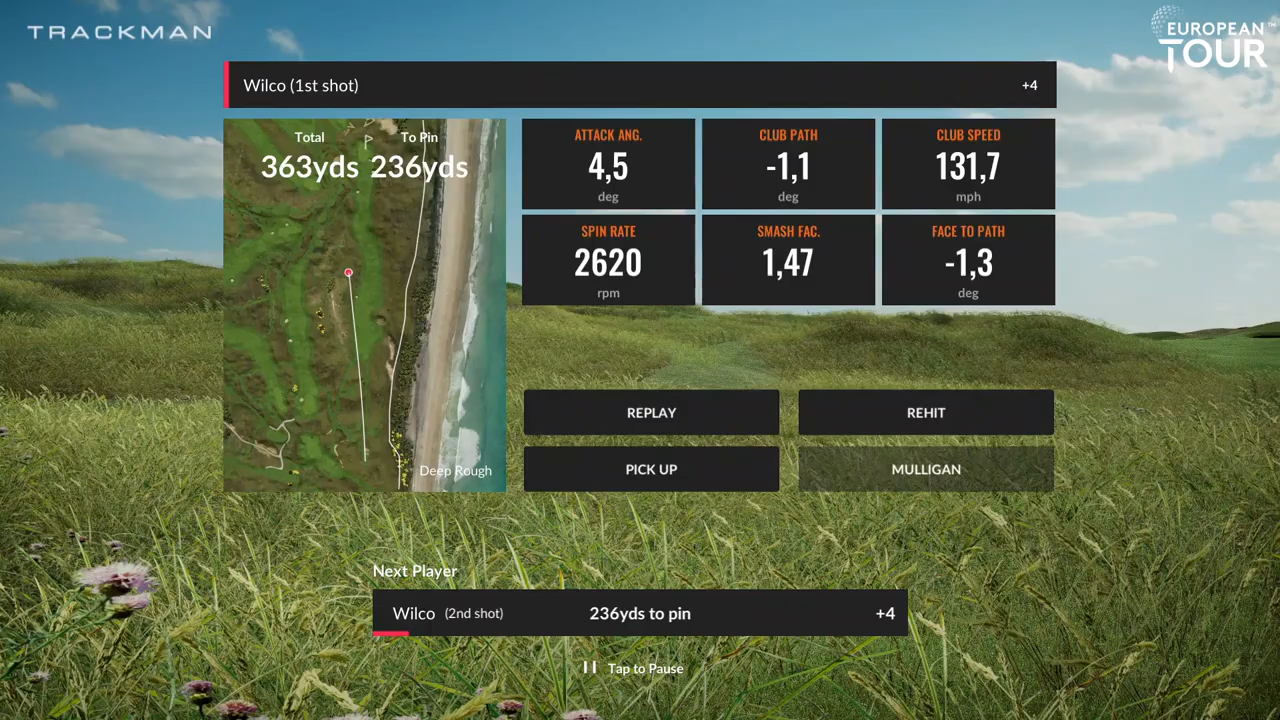 TRACKMAN
EUROPEAN
TOUR
Wilco (1st shot) +4
Total To Pin
363yds 236yds
Deep Rough
ATTACK ANG.
4,5
deg
CLUB PATH
-1,1
deg
CLUB SPEED
131,7
mph
SPIN RATE
2620
rpm
SMASH FAC.
1,47
FACE TO PATH
-1,3
deg
REPLAY
REHIT
PICK UP
MULLIGAN
Next Player
Wilco (2nd shot) 236yds to pin +4
Tap to Pause